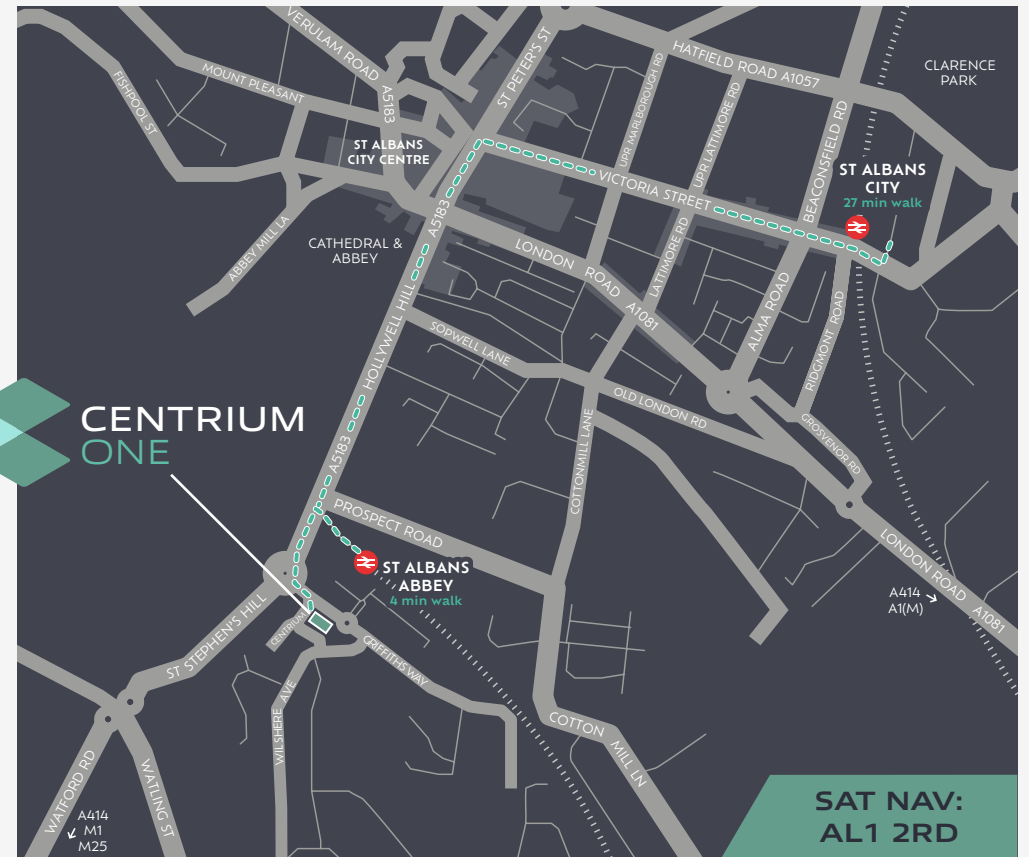 VERULAM ROAD
A5183
ST PETER'S ST
HATFIELD ROAD A1057
CLARENCE
PARK
FISHPOOL ST
MOUNT PLEASANT
UPR MARLBOROUGH RD
UPR LATTIMORE RD
BEACONSFIELD RD
ST ALBANS
CITY CENTRE
ST ALBANS
CITY
27 min walk
VICTORIA STREET
A5183
ABBEY MILL LA
CATHEDRAL &
ABBEY
LONDON ROAD A1081
LATTIMORE RD
ALMA ROAD
RIDGMONT ROAD
HOLLYWELL HILL
SOPWELL LANE
OLD LONDON RD
GROSVENOR RD
CENTRIUM
ONE
A5183
COTTONMILL LANE
PROSPECT ROAD
LONDON ROAD A1081
ST ALBANS
ABBEY
4 min walk
A414
A1(M)
CENTRIUM
ST STEPHEN'S HILL
GRIFFITHS WAY
WILSHERE AVE
COTTON MILL LN
WATFORD RD
WATLING ST
A414
M1
M25
SAT NAV:
AL1 2RD